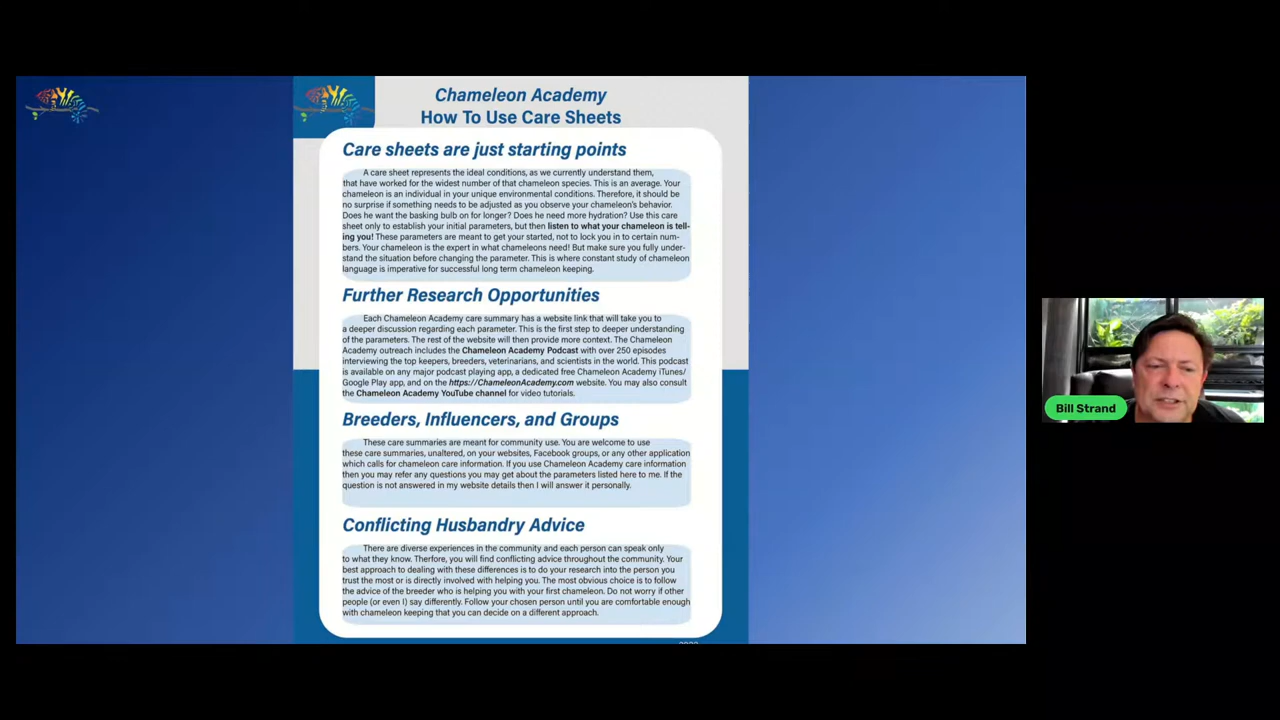 Chameleon Academy
How To Use Care Sheets
Care sheets are just starting points
A care sheet represents the ideal conditions, as we currently understand them,
that have worked for the widest number of that chameleon species. This is an average. Your
chameleon is an individual in your unique environmental conditions. Therefore, it should be
no surprise if something needs to be adjusted as you observe your chameleon's behavior.
Does he want the basking bulb on for longer? Does he need more hydration? Use this care
sheet only to establish your initial parameters, but then listen to what your chameleon is tell-
ing you! These parameters are meant to get your started, not to lock you in to certain num-
bers. Your chameleon is the expert in what chameleons need! But make sure you fully under-
stand the situation before changing the parameter. This is where constant study of chameleon
language is imperative for successful long term chameleon keeping.
Further Research Opportunities
Each Chameleon Academy care summary has a website link that will take you to
a deeper discussion regarding each parameter. This is the first step to deeper understanding
of the parameters. The rest of the website will then provide more context. The Chameleon
Academy outreach includes the Chameleon Academy Podcast with over 250 episodes
interviewing the top keepers, breeders, veterinarians, and scientists in the world. This podcast
is available on any major podcast playing app, a dedicated free Chameleon Academy iTunes/
Google Play app, and on the https://ChameleonAcademy.com website. You may also consult
the Chameleon Academy YouTube channel for video tutorials.
Breeders, Influencers, and Groups
These care summaries are meant for community use. You are welcome to use
these care summaries, unaltered, on your websites, Facebook groups, or any other application
which calls for chameleon care information. If you use Chameleon Academy care information
then you may refer any questions you may get about the parameters listed here to me. If the
question is not answered in my website details then I will answer it personally.
Conflicting Husbandry Advice
There are diverse experiences in the community and each person can speak only
to what they know. Therfore, you will find conflicting advice throughout the community. Your
best approach to dealing with these differences is to do your research into the person you
trust the most or is directly involved with helping you. The most obvious choice is to follow
the advice of the breeder who is helping you with your first chameleon. Do not worry if other
people (or even I) say differently. Follow your chosen person until you are comfortable enough
with chameleon keeping that you can decide on a different approach.
Bill Strand